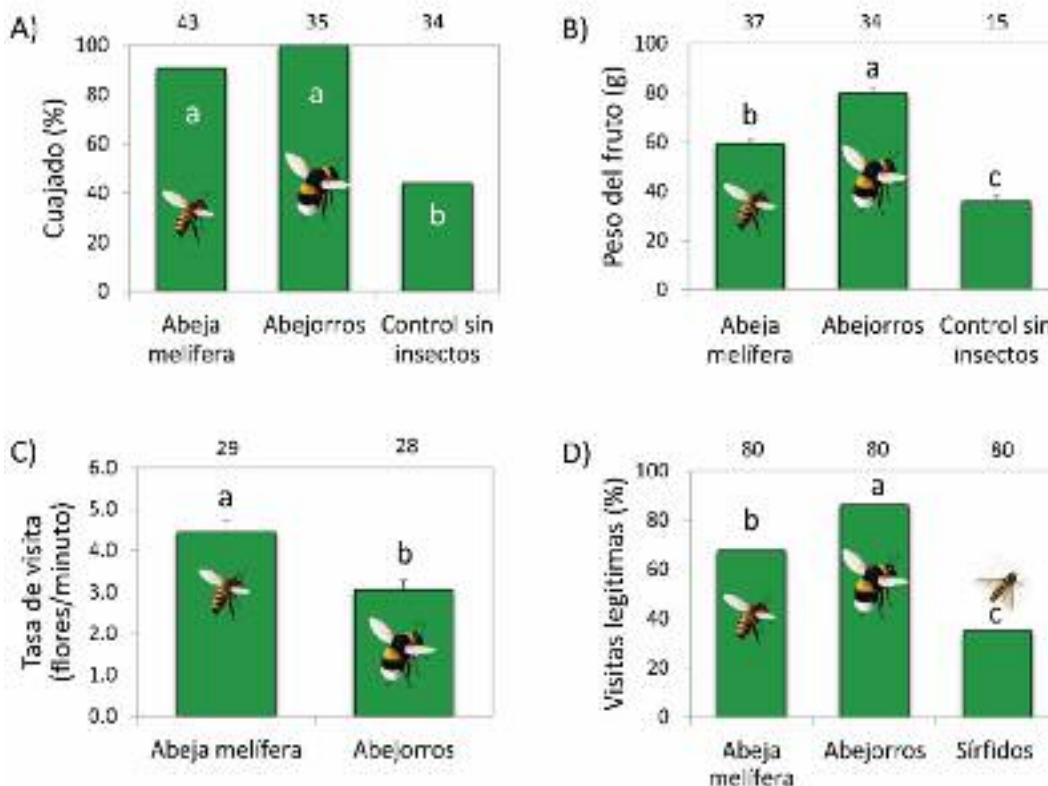 A)
43 35 34
100
80
60
40
20
0
Cuajado (%)
a a b
Abeja melífera
Abejorros
Control sin insectos
B)
37 34 15
100
80
60
40
20
0
Peso del fruto (g)
b a c
Abeja melífera
Abejorros
Control sin insectos
C)
29 28
6.0
5.0
4.0
3.0
2.0
1.0
0.0
Tasa de visita
(flores/minuto)
a b
Abeja melífera
Abejorros
D)
80 80 80
100
80
60
40
20
0
Visitas legítimas (%)
b a c
Abeja melífera
Abejorros
Sírfidos